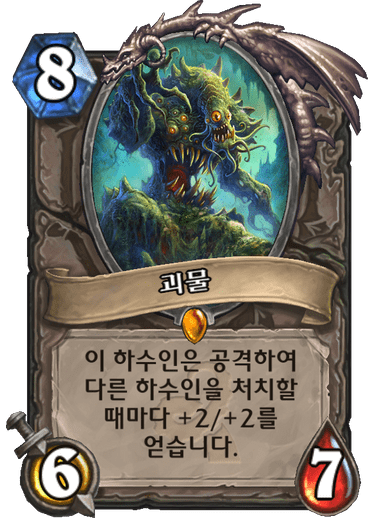 8
괴물
이 하수인은 공격하여
다른 하수인을 처치할
때마다 +2/+2를
얻습니다.
6
7